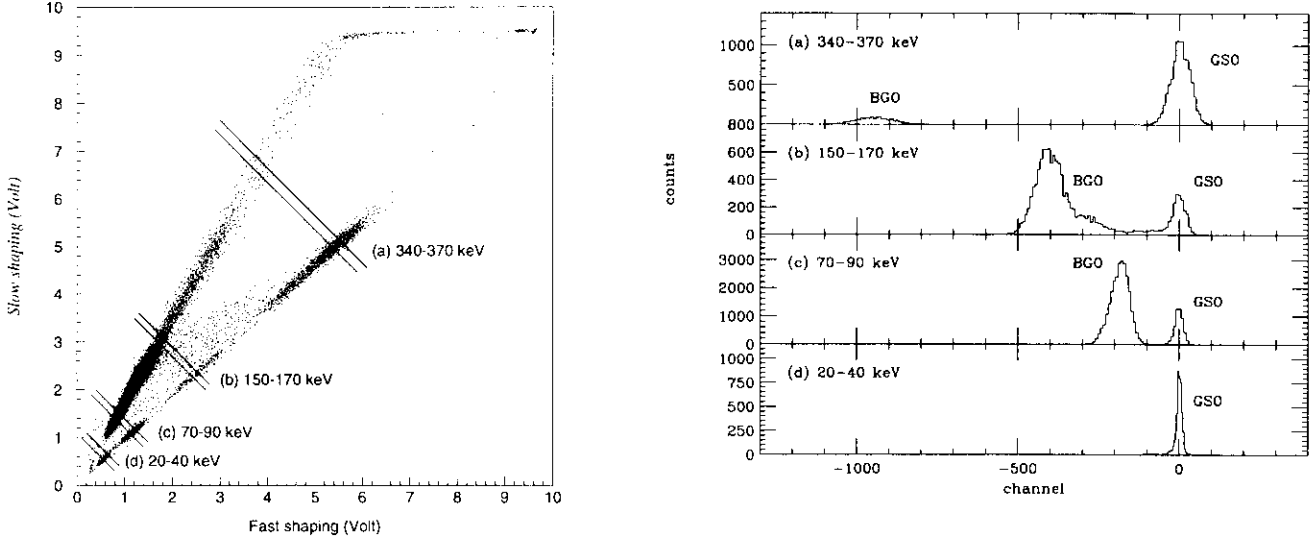 10
9
8
7
6
5
4
3
2
1
0
Slow shaping (Volt)
(a) 340-370 keV
(b) 150-170 keV
(c) 70-90 keV
(d) 20-40 keV
0 1 2 3 4 5 6 7 8 9 10
Fast shaping (Volt)
counts
1000
500
800
(a) 340-370 keV
BGO
GSO
600
400
200
0
(b) 150-170 keV
BGO
GSO
3000
2000
1000
0
(c) 70-90 keV
BGO
GSO
1000
750
500
250
0
(d) 20-40 keV
GSO
-1000 -500 0
channel